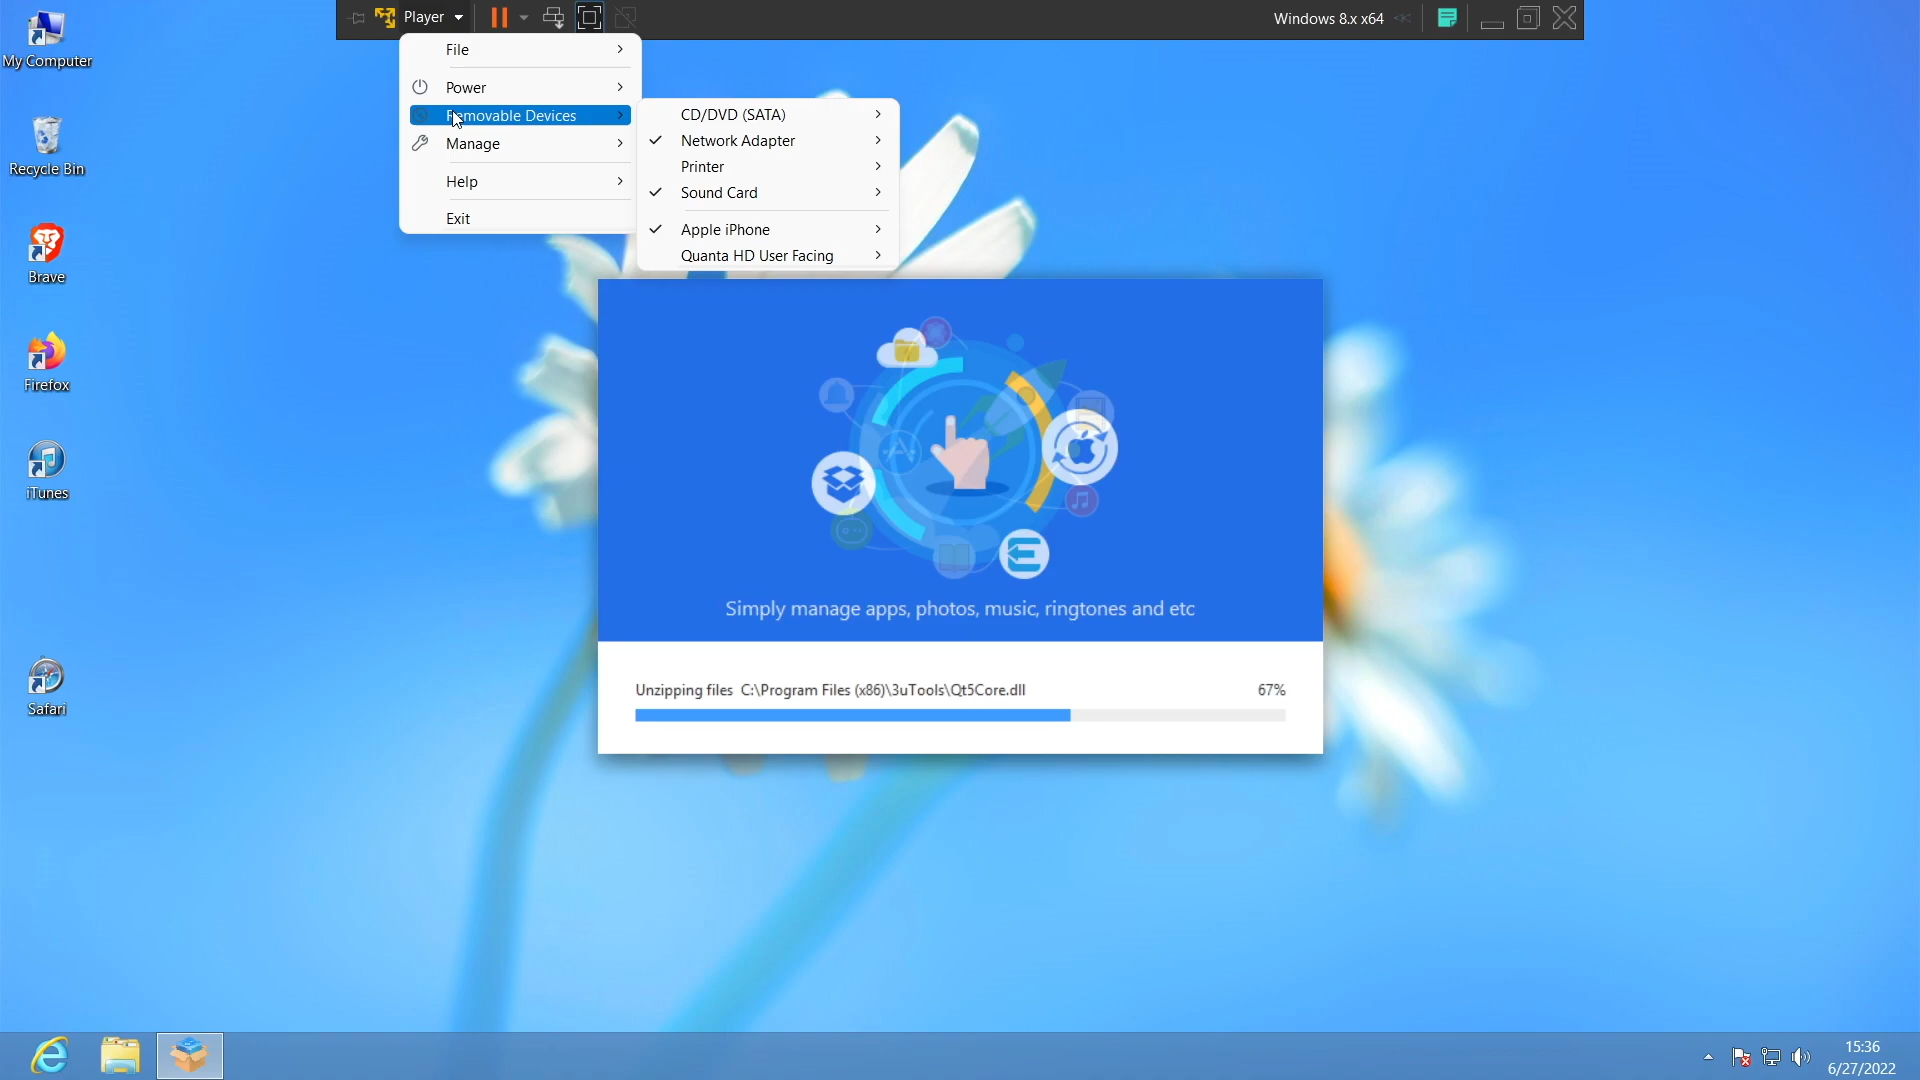 Player
Windows 8.x x64
My Computer
Recycle Bin
Brave
Firefox
iTunes
Safari
File
Power
Removable Devices
Manage
Help
Exit
CD/DVD (SATA)
Network Adapter
Printer
Sound Card
Apple iPhone
Quanta HD User Facing
Simply manage apps, photos, music, ringtones and etc
Unzipping files C:\Program Files (x86)\3uTools\Qt5Core.dll 67%
15:36
6/27/2022